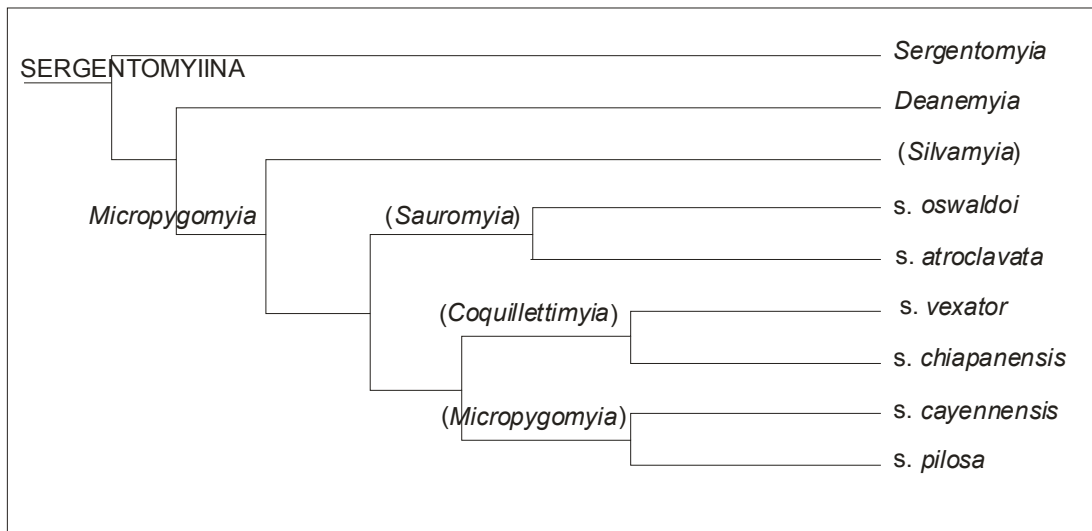 Sergentomyia
SERGENTOMYIINA
Deanemyia
(Silvamyia)
Micropygomyia
(Sauromyia)
s. oswaldoi
s. atroclavata
(Coquillettimyia)
s. vexator
s. chiapanensis
(Micropygomyia)
s. cayennensis
s. pilosa